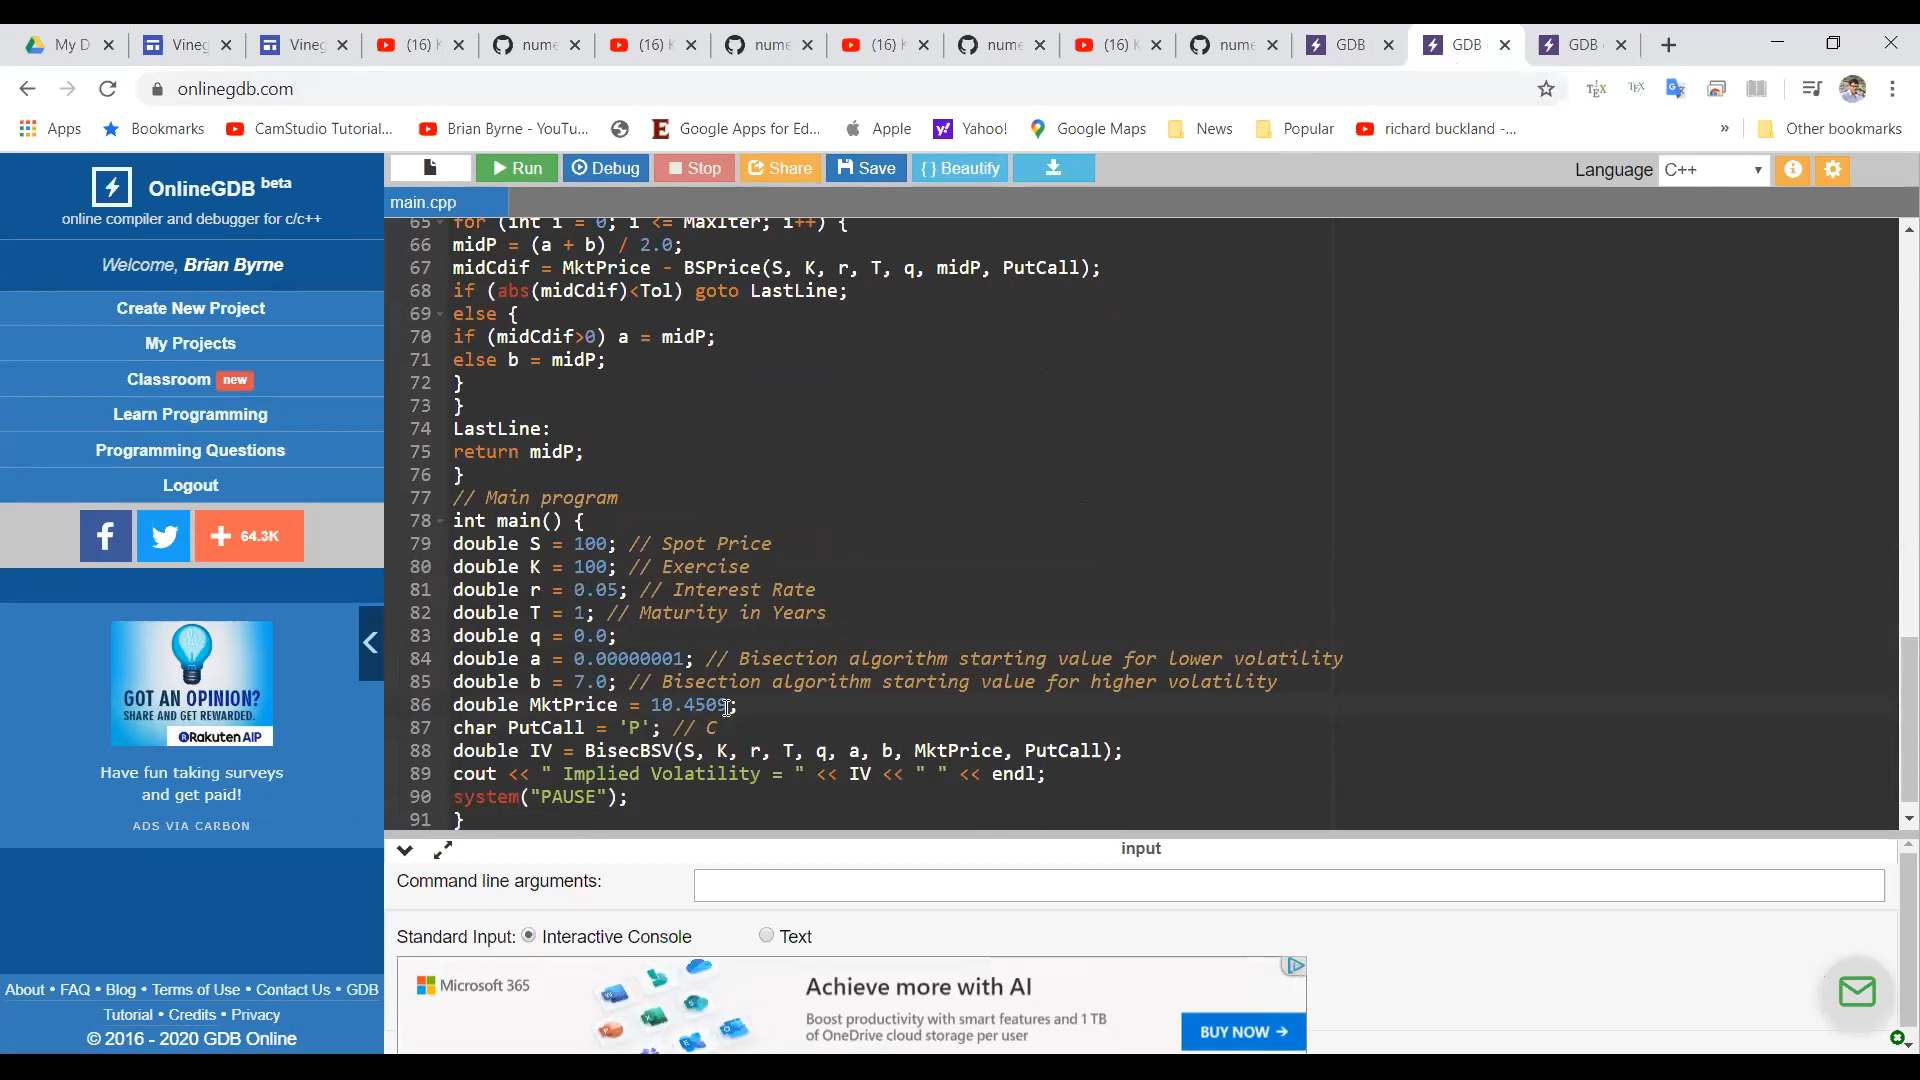 My D
Vineg
Vineg
(16) K
nume
(16) K
nume
(16) K
nume
(16) K
nume
GDB
GDB
GDB
onlinegdb.com
Apps
Bookmarks
CamStudio Tutorial...
Brian Byrne - YouTu...
Google Apps for Ed...
Apple
Yahoo!
Google Maps
News
Popular
richard buckland -...
»
Other bookmarks
OnlineGDB beta
online compiler and debugger for c/c++
Welcome, Brian Byrne
Create New Project
My Projects
Classroom new
Learn Programming
Programming Questions
Logout
64.3K
GOT AN OPINION?
SHARE AND GET REWARDED.
Rakuten AIP
Have fun taking surveys
and get paid!
ADS VIA CARBON
About • FAQ • Blog • Terms of Use • Contact Us • GDB
Tutorial • Credits • Privacy
© 2016 - 2020 GDB Online
Run
Debug
Stop
Share
Save
{ } Beautify
Language C++
main.cpp
65 for (int i = 0; i <= MaxIter; i++) {
66 midP = (a + b) / 2.0;
67 midCdif = MktPrice - BSPrice(S, K, r, T, q, midP, PutCall);
68 if (abs(midCdif)<Tol) goto LastLine;
69 else {
70 if (midCdif>0) a = midP;
71 else b = midP;
72 }
73 }
74 LastLine:
75 return midP;
76 }
77 // Main program
78 int main() {
79 double S = 100; // Spot Price
80 double K = 100; // Exercise
81 double r = 0.05; // Interest Rate
82 double T = 1; // Maturity in Years
83 double q = 0.0;
84 double a = 0.00000001; // Bisection algorithm starting value for lower volatility
85 double b = 7.0; // Bisection algorithm starting value for higher volatility
86 double MktPrice = 10.4509;
87 char PutCall = 'P'; // C
88 double IV = BisecBSV(S, K, r, T, q, a, b, MktPrice, PutCall);
89 cout << " Implied Volatility = " << IV << " " << endl;
90 system("PAUSE");
91 }
input
Command line arguments:
Standard Input: Interactive Console Text
Microsoft 365
Achieve more with AI
Boost productivity with smart features and 1 TB
of OneDrive cloud storage per user
BUY NOW →